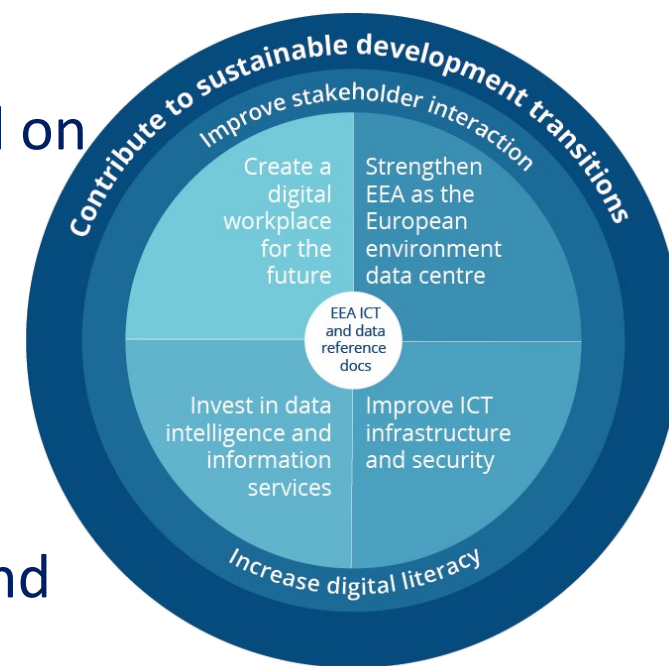 Contribute to sustainable development transitions
Improve stakeholder interaction
on
Create a
digital
workplace
for the
future
Strengthen
EEA as the
European
environment
data centre
EEA ICT
and data
reference
docs
Invest in data
intelligence and
information
services
Improve ICT
infrastructure
and security
Increase digital literacy